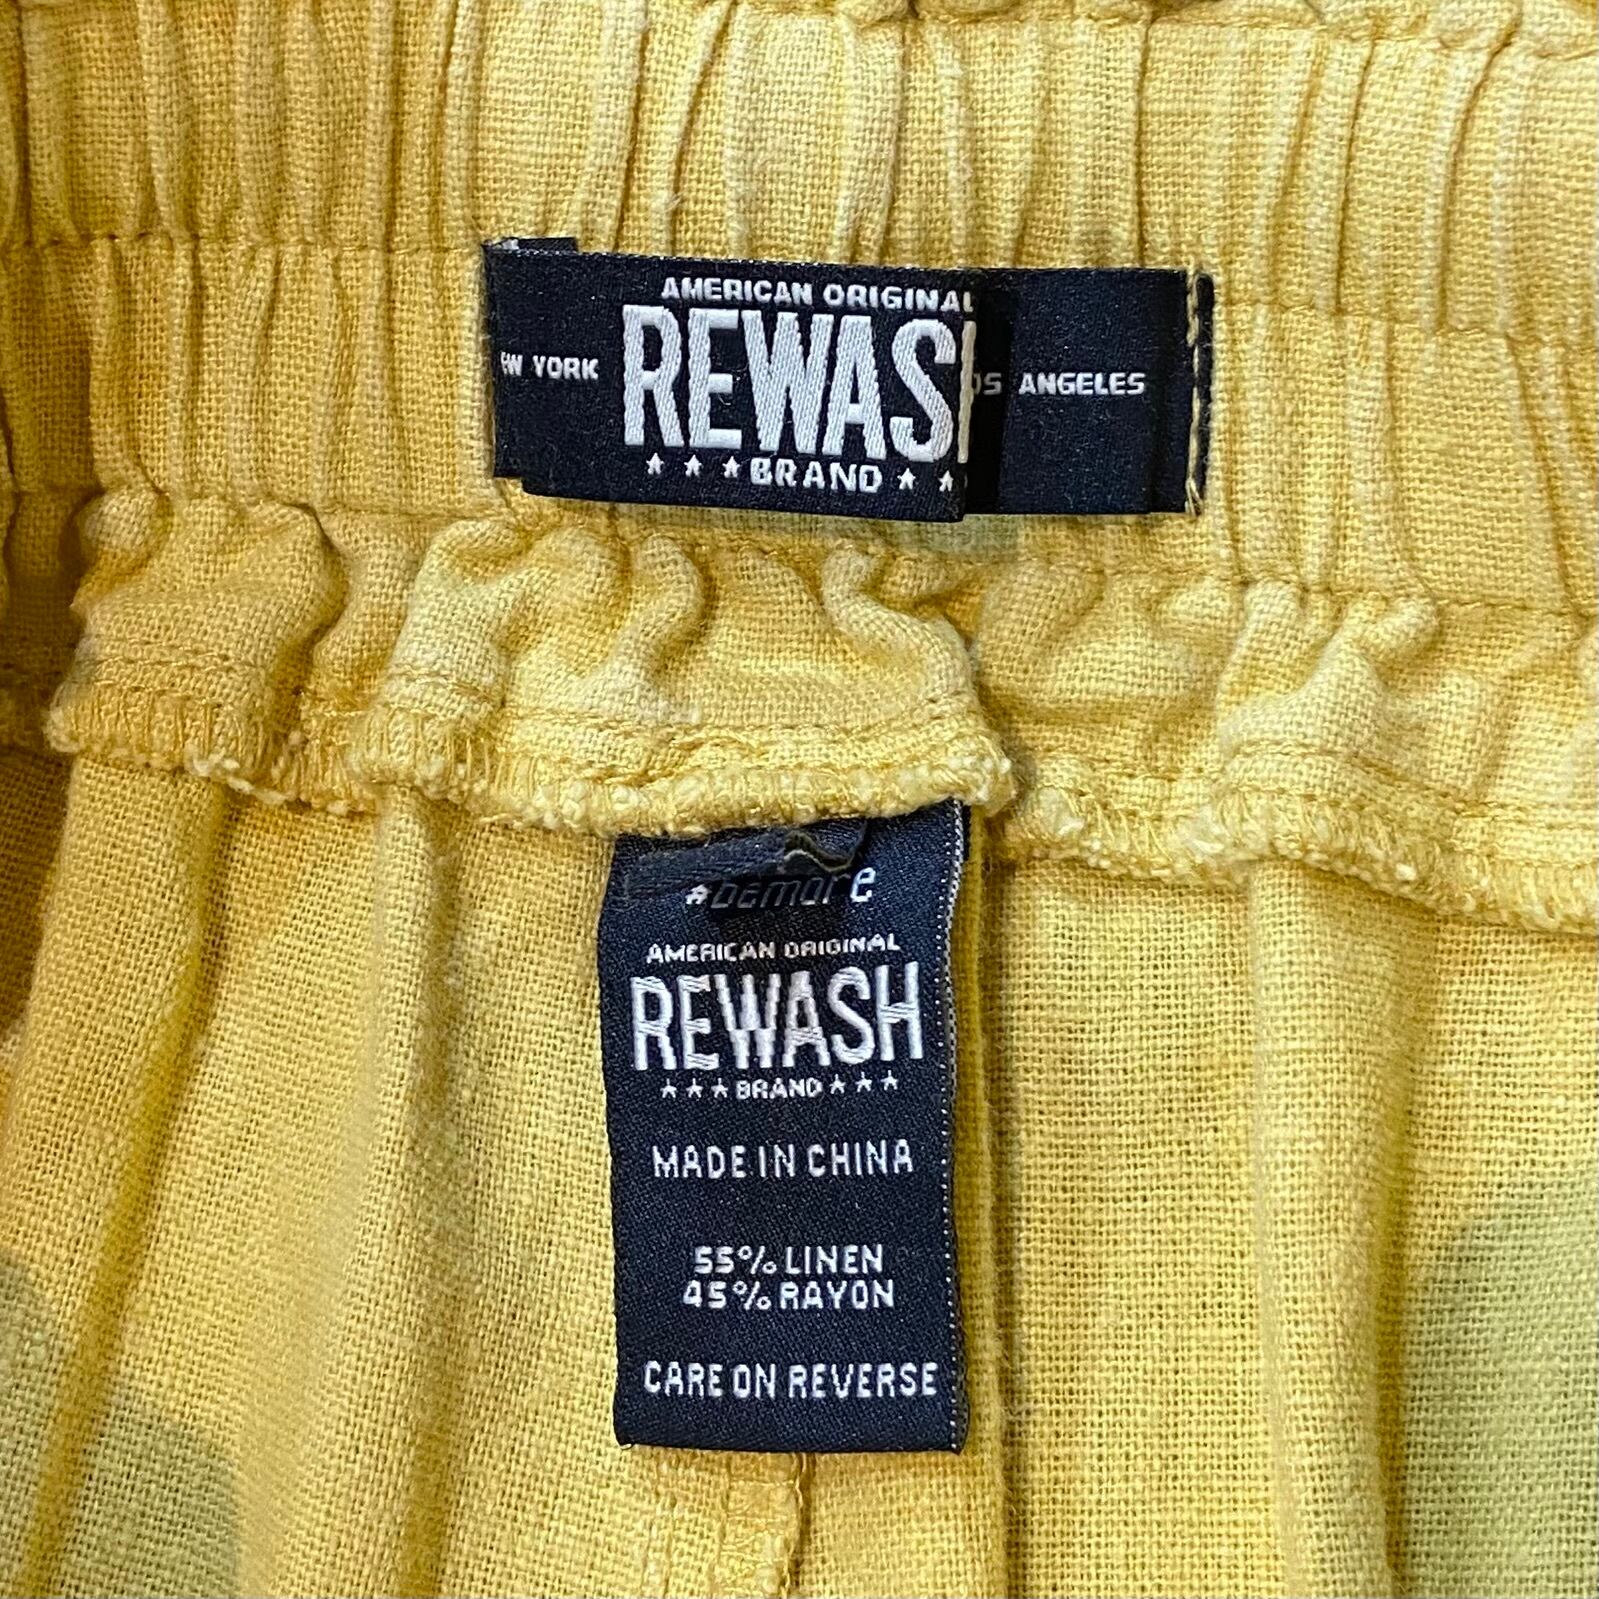 AMERICAN ORIGINAL
REWAS
YORK
ANGELES
BRAND
#bemore
AMERICAN ORIGINAL
REWASH
BRAND
MADE IN CHINA
55% LINEN
45% RAYON
CARE ON REVERSE